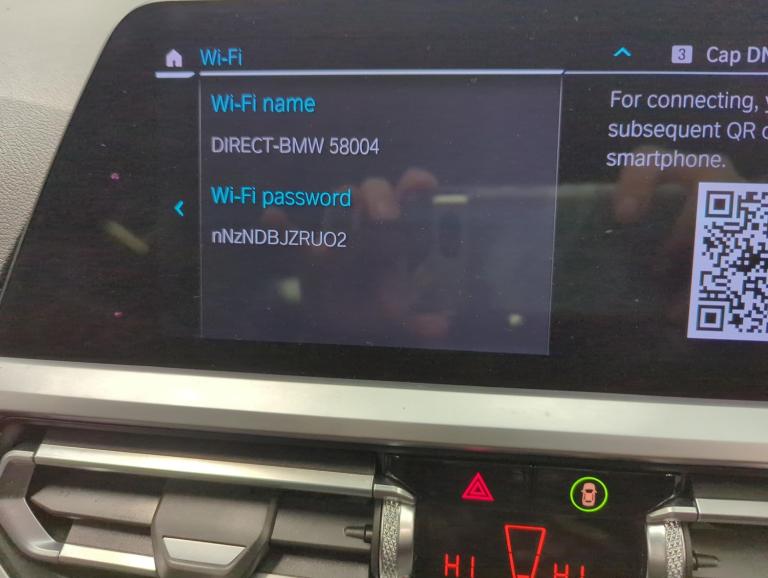 Wi-Fi
3 Cap DN
Wi-Fi name
DIRECT-BMW 58004
Wi-Fi password
nNzNDBJZRUO2
For connecting, y
subsequent QR c
smartphone.
HI HI